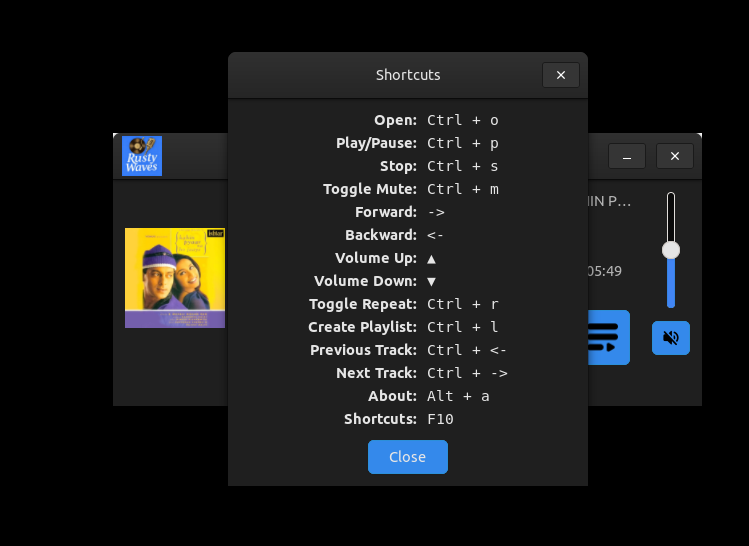 Shortcuts
Rusty
Waves
Open: Ctrl + o
Play/Pause: Ctrl + p
Stop: Ctrl + s
Toggle Mute: Ctrl + m
Forward: ->
Backward: <-
Volume Up: ▲
Volume Down: ▼
Toggle Repeat: Ctrl + r
Create Playlist: Ctrl + l
Previous Track: Ctrl + <-
Next Track: Ctrl + ->
About: Alt + a
Shortcuts: F10
Close
IN P...
05:49